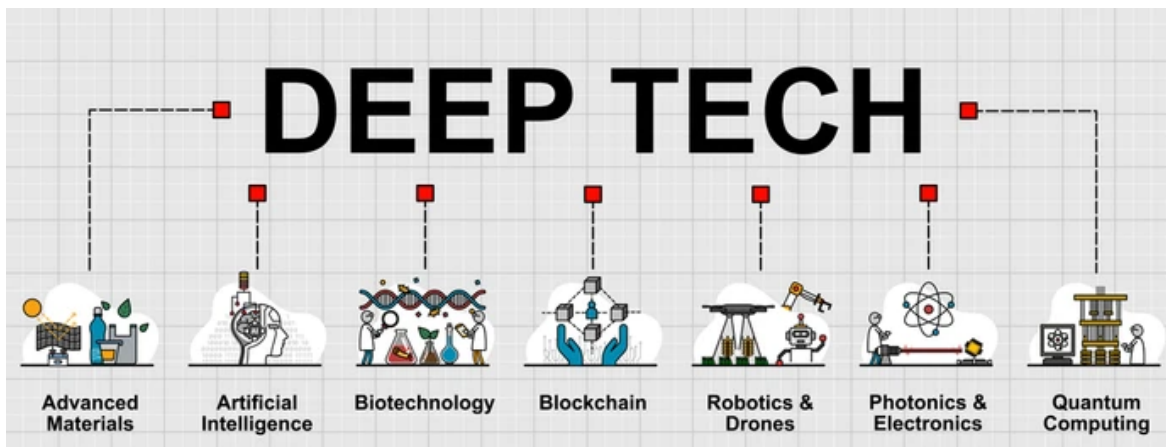 DEEP TECH
Advanced
Materials
Artificial
Intelligence
Biotechnology
Blockchain
Robotics &
Drones
Photonics &
Electronics
Quantum
Computing